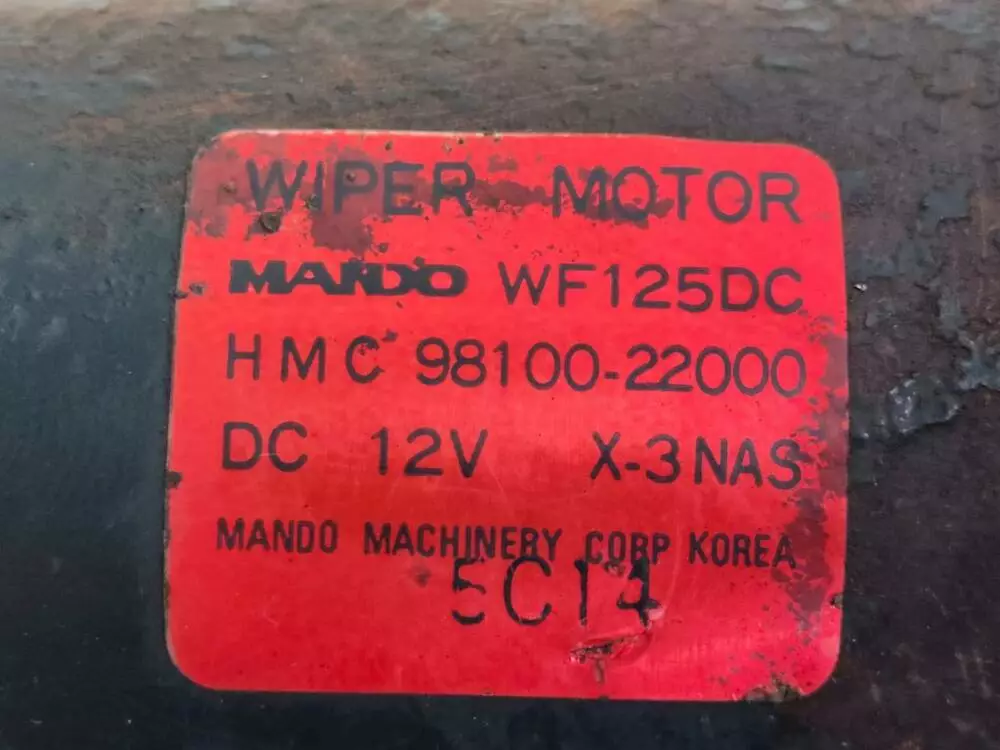 WIPER MOTOR
MANDO WF125DC
HMC 98100-22000
DC 12V X-3NAS
MANDO MACHINERY CORP KOREA
5C14